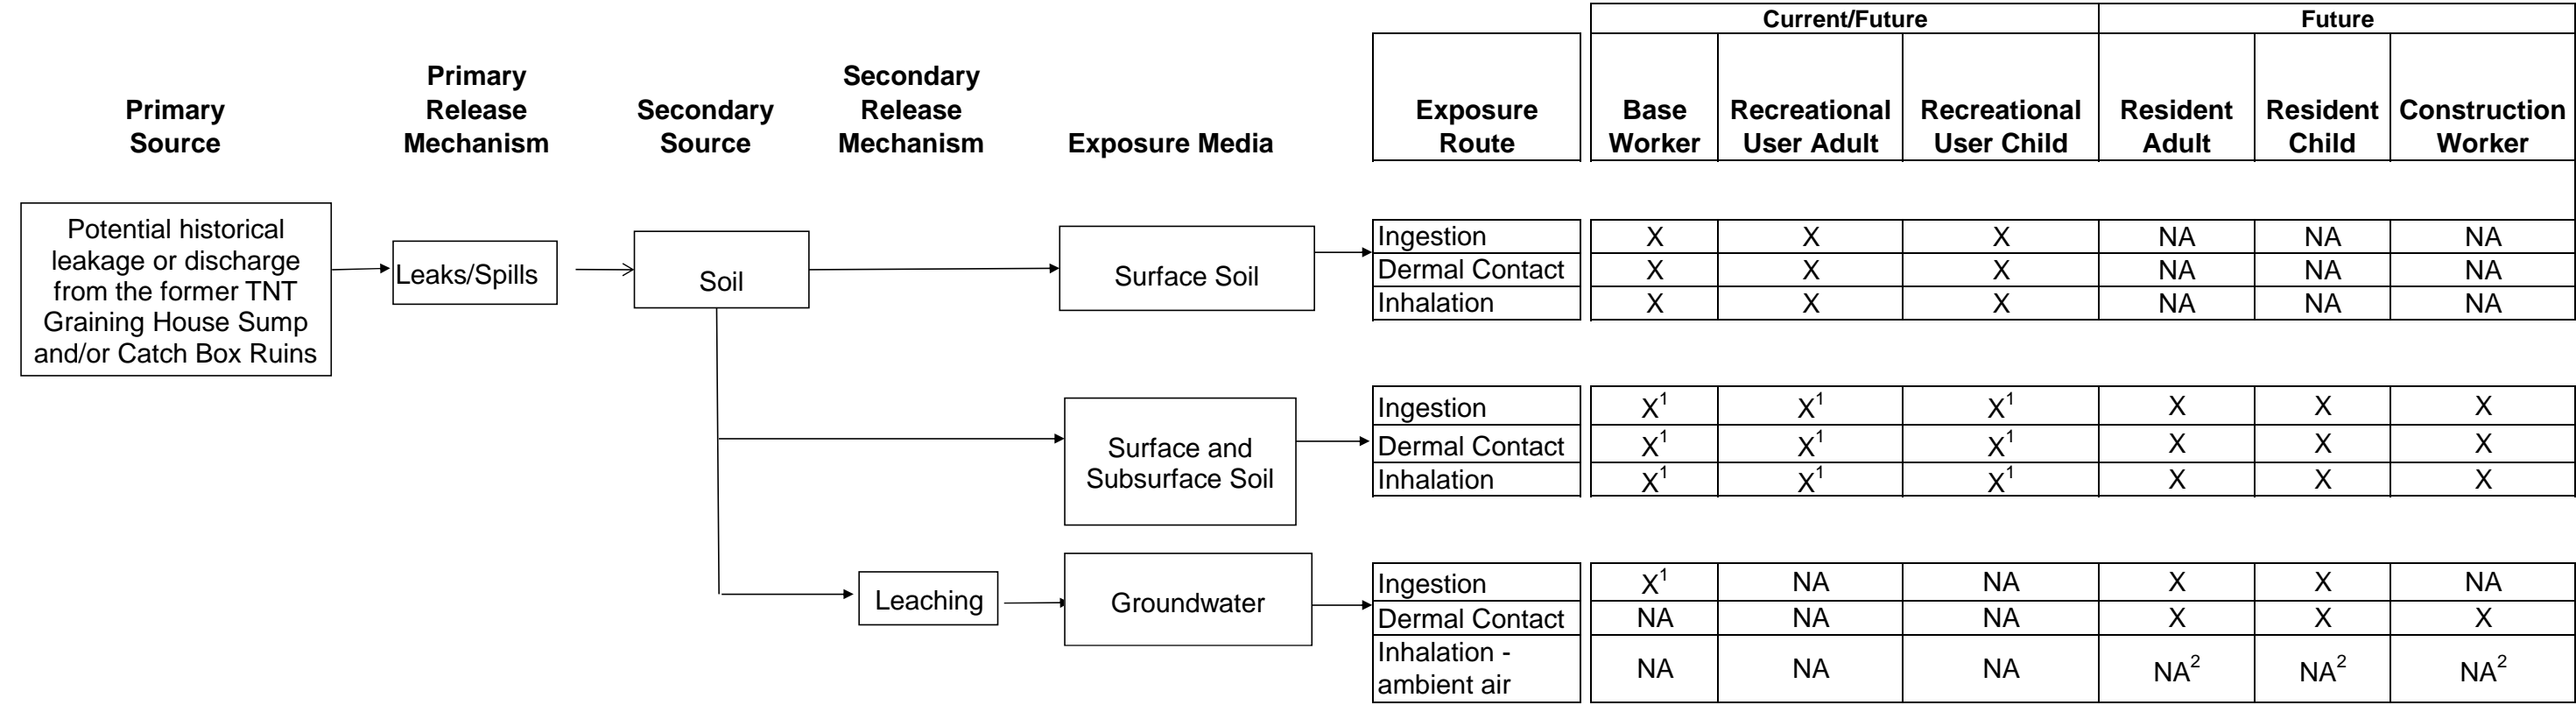 Current/Future
Future
Primary
Source
Primary
Release
Mechanism
Secondary
Source
Secondary
Release
Mechanism
Exposure Media
Exposure
Route
Base
Worker
Recreational
User Adult
Recreational
User Child
Resident
Adult
Resident
Child
Construction
Worker
Potential historical
leakage or discharge
from the former TNT
Graining House Sump
and/or Catch Box Ruins
Leaks/Spills
Soil
Surface Soil
Ingestion X X X NA NA NA
Dermal Contact X X X NA NA NA
Inhalation X X X NA NA NA
Surface and
Subsurface Soil
Ingestion X¹ X¹ X¹ X X X
Dermal Contact X¹ X¹ X¹ X X X
Inhalation X¹ X¹ X¹ X X X
Leaching
Groundwater
Ingestion X¹ NA NA X X NA
Dermal Contact NA NA NA X X X
Inhalation -
ambient air NA NA NA NA² NA² NA²